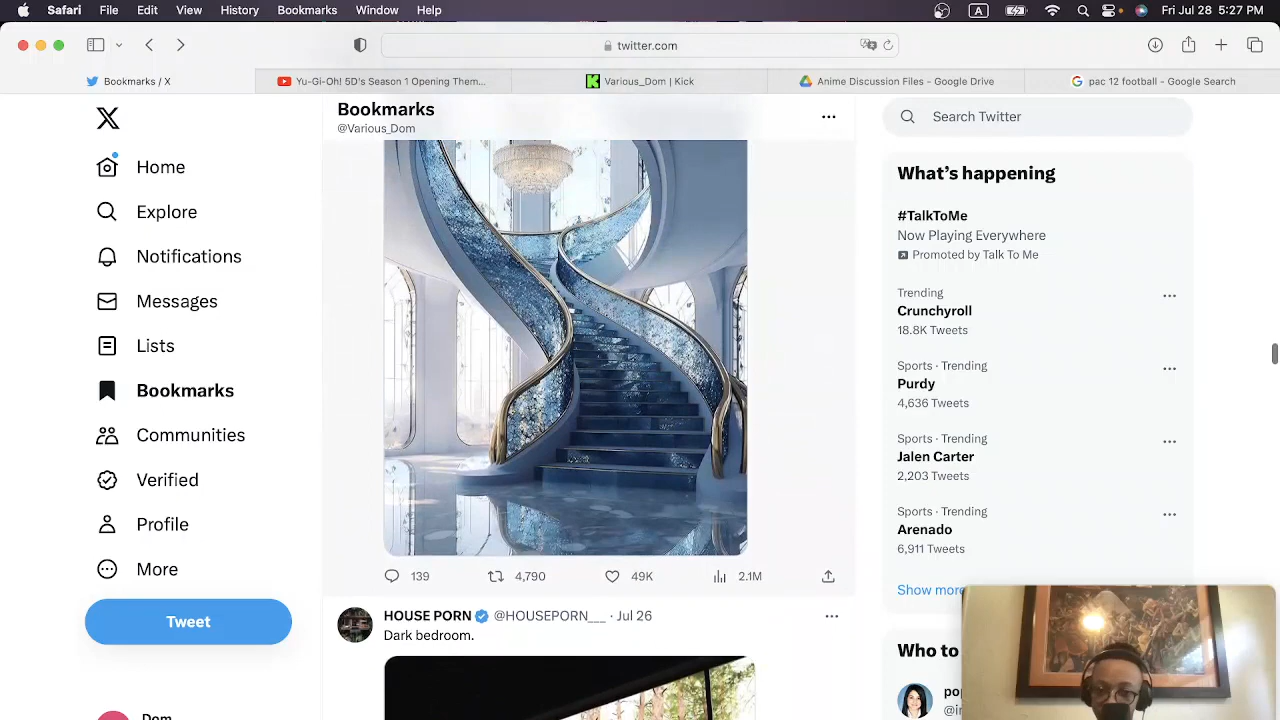 Safari File Edit View History Bookmarks Window Help
A
Fri Jul 28 5:27 PM
twitter.com
Bookmarks / X
Yu-Gi-Oh! 5D's Season 1 Opening Them...
Various_Dom | Kick
Anime Discussion Files - Google Drive
pac 12 football - Google Search
Home
Explore
Notifications
Messages
Lists
Bookmarks
Communities
Verified
Profile
More
Tweet
Dom
Bookmarks
@Various_Dom
139
4,790
49K
2.1M
HOUSE PORN @HOUSEPORN___ · Jul 26
Dark bedroom.
Search Twitter
What's happening
#TalkToMe
Now Playing Everywhere
Promoted by Talk To Me
Trending
Crunchyroll
18.8K Tweets
Sports · Trending
Purdy
4,636 Tweets
Sports · Trending
Jalen Carter
2,203 Tweets
Sports · Trending
Arenado
6,911 Tweets
Show more
Who to